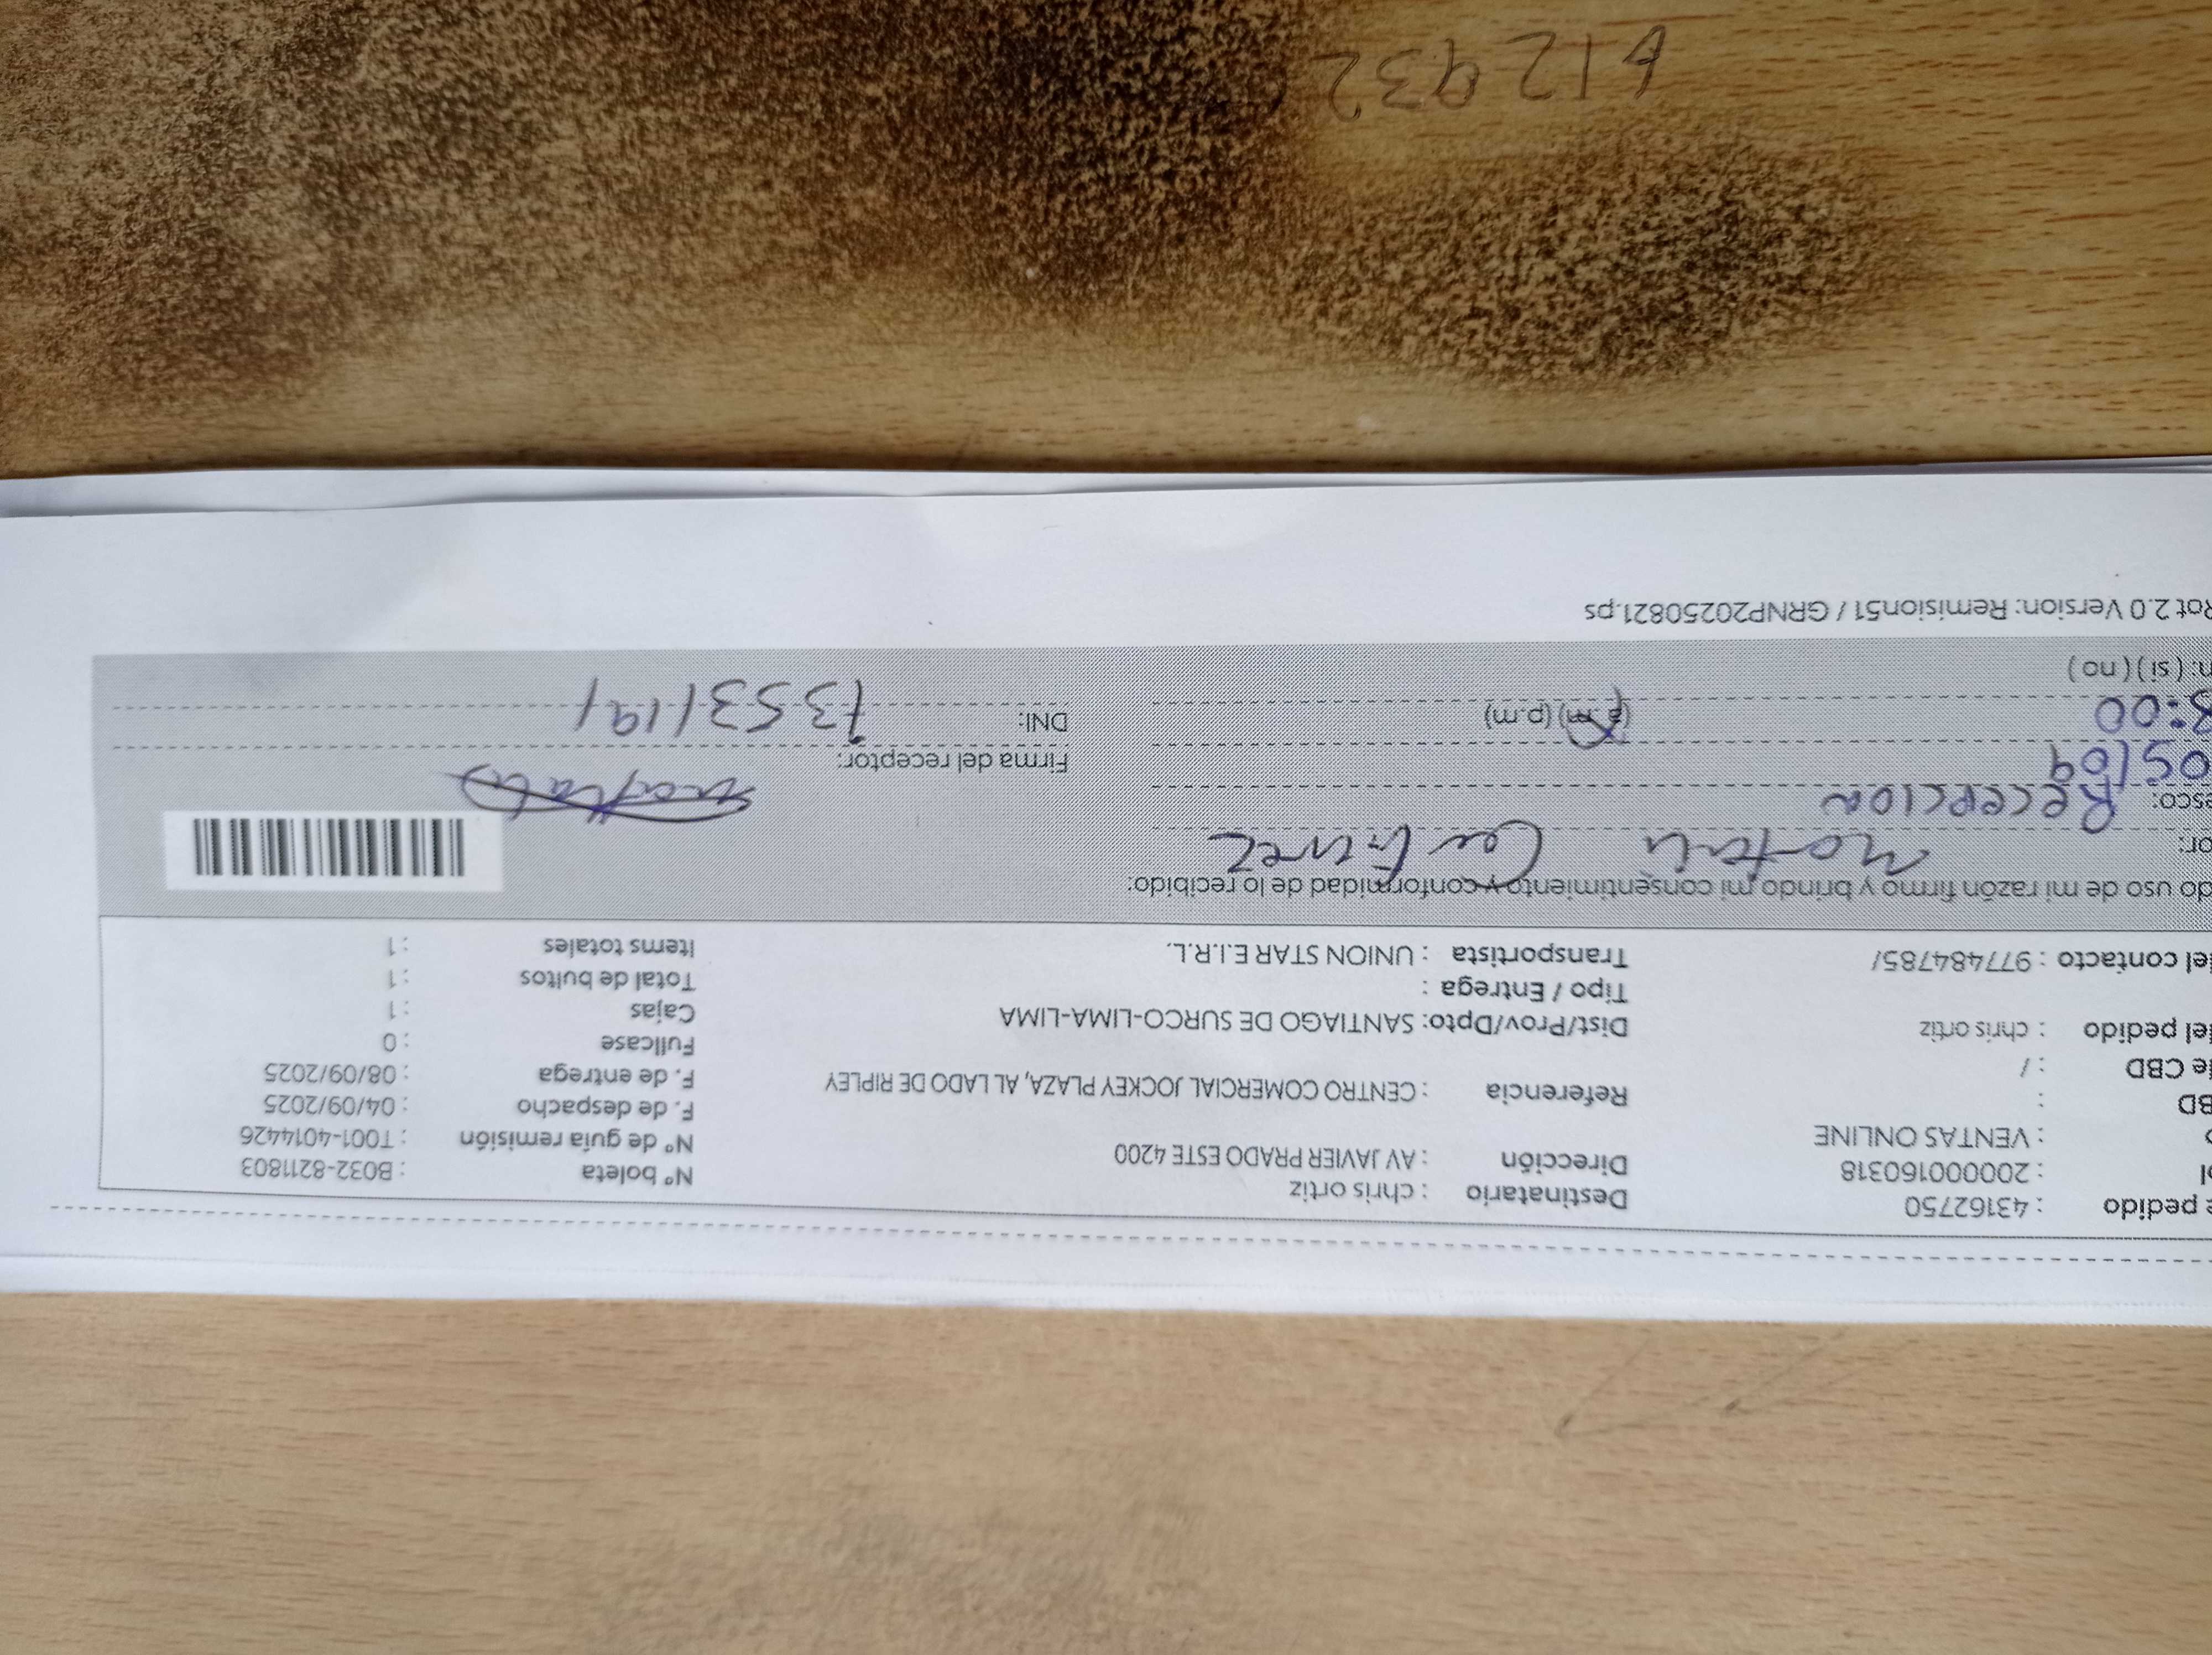 e pedido : 43162750
Destinatario : chris ortiz
Nº boleta : B032-8211803
ol : 20000160318
Dirección : AV JAVIER PRADO ESTE 4200
Nº de guía remisión : T001-4014426
o : VENTAS ONLINE
F. de despacho : 04/09/2025
BD :
Referencia : CENTRO COMERCIAL JOCKEY PLAZA, AL LADO DE RIPLEY
F. de entrega : 08/09/2025
e CBD : /
Fullcase : 0
el pedido : chris ortiz
Dist/Prov/Dpto: SANTIAGO DE SURCO-LIMA-LIMA
Cajas : 1
Tipo / Entrega :
Total de bultos : 1
el contacto : 977484785/
Transportista : UNION STAR E.I.R.L.
Items totales : 1
do uso de mi razón firmo y brindo mi consentimiento y conformidad de lo recibido:
or:
esco: Recepcion
05/09
Firma del receptor:
3:00 (a.m) (p.m)
DNI: 73531191
n: ( si ) ( no )
Rot 2.0 Version: Remision51 / GRNP20250821.ps